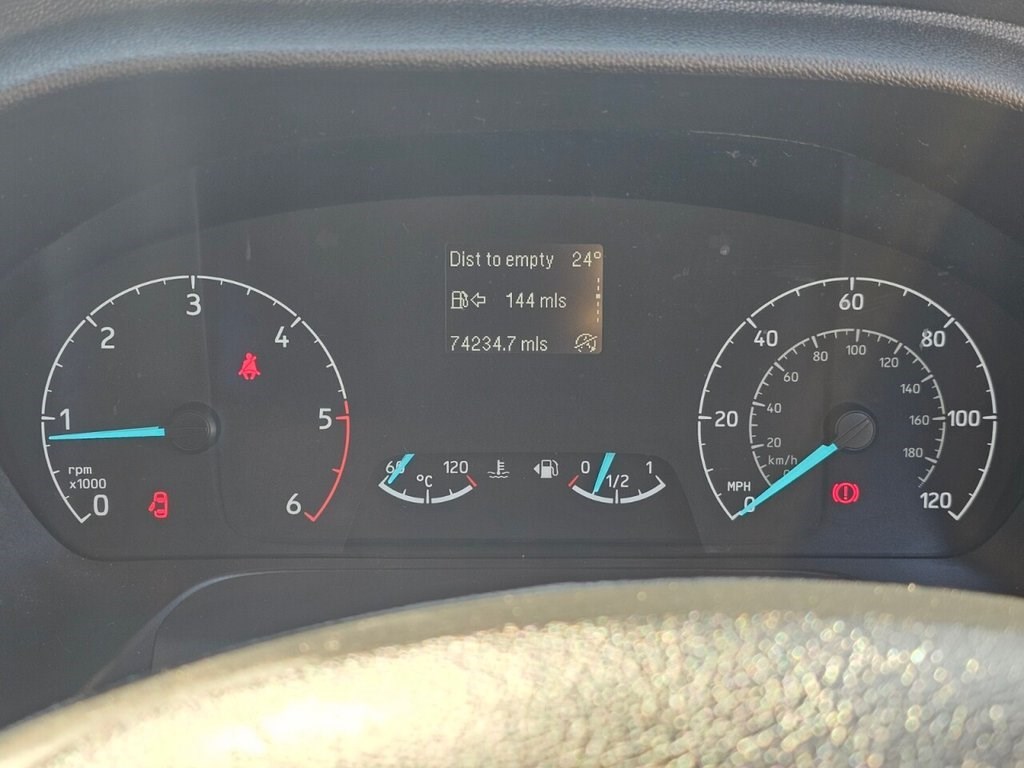 Dist to empty 24°
144 mls
74234.7 mls
0 1 2 3 4 5 6
rpm
x1000
60 120
°C
0 1/2 1
0 20 40 60 80 100 120
MPH
20 40 60 80 100 120 140 160 180
km/h